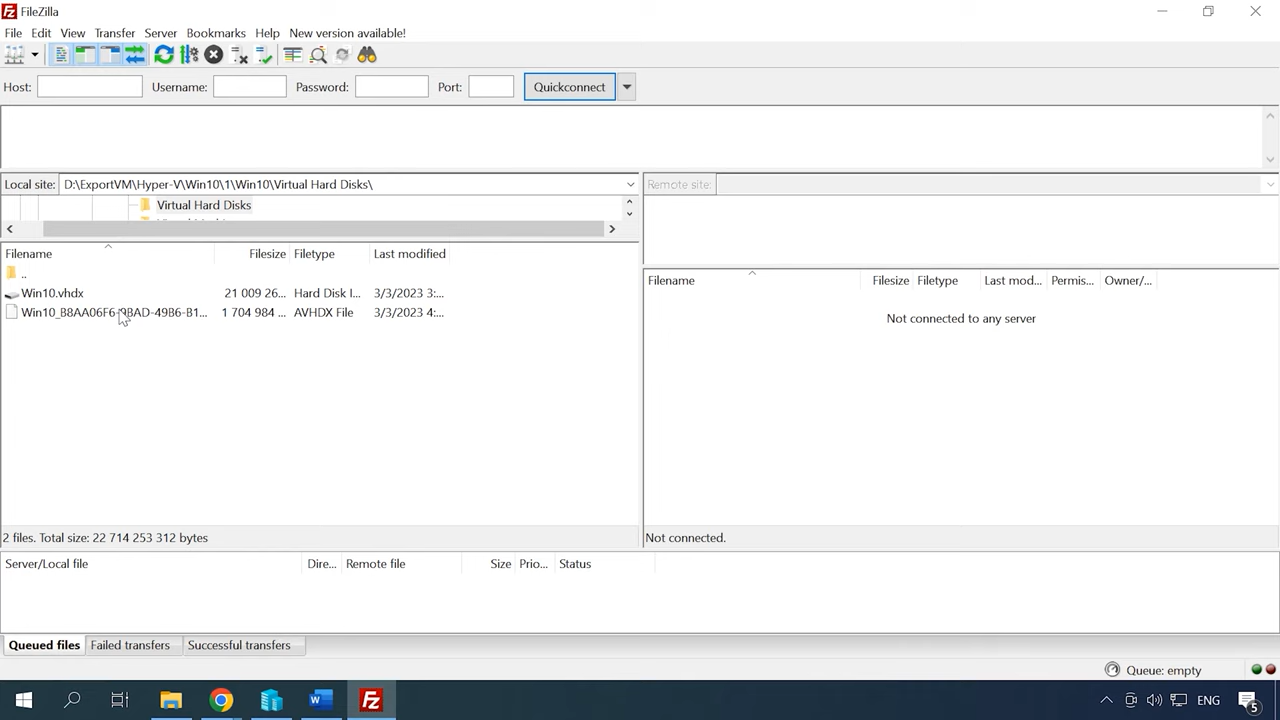 FileZilla
File Edit View Transfer Server Bookmarks Help New version available!
Host: Username: Password: Port: Quickconnect
Local site: D:\ExportVM\Hyper-V\Win10\1\Win10\Virtual Hard Disks\
Remote site:
Virtual Hard Disks
Filename Filesize Filetype Last modified
..
Win10.vhdx 21 009 26... Hard Disk I... 3/3/2023 3:...
Win10_B8AA06F6-9BAD-49B6-B1... 1 704 984 ... AVHDX File 3/3/2023 4:...
2 files. Total size: 22 714 253 312 bytes
Filename Filesize Filetype Last mod... Permis... Owner/...
Not connected to any server
Not connected.
Server/Local file Dire... Remote file Size Prio... Status
Queued files Failed transfers Successful transfers
Queue: empty
ENG
5